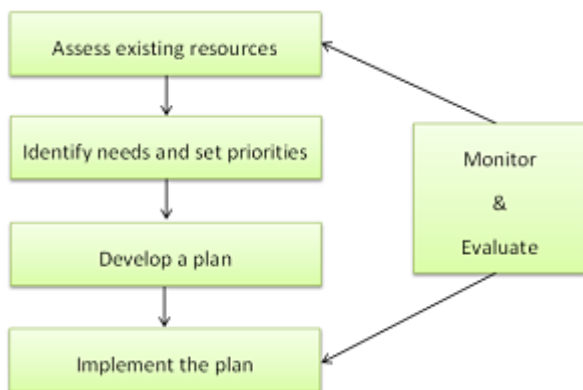 Assess existing resources
Identify needs and set priorities
Develop a plan
Implement the plan
Monitor
&
Evaluate